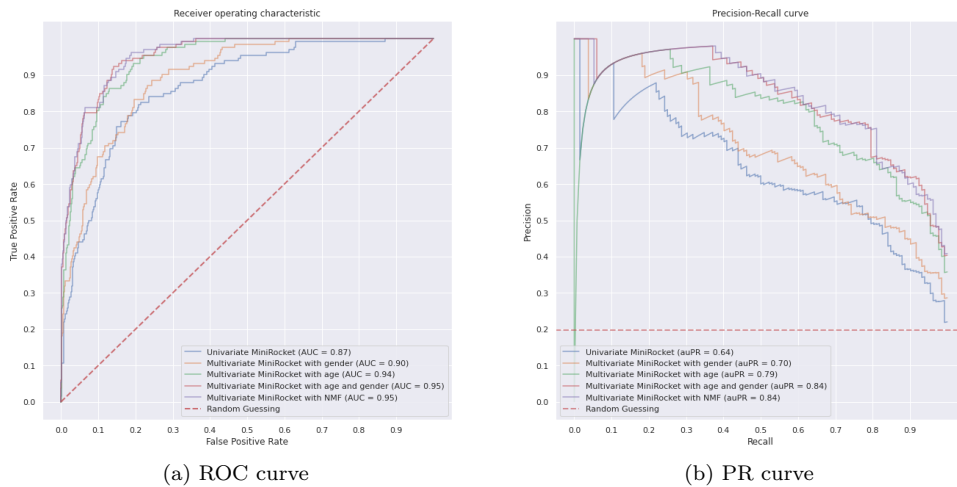 Receiver operating characteristic
True Positive Rate
0.9
0.8
0.7
0.6
0.5
0.4
0.3
0.2
0.1
0.0
Univariate MiniRocket (AUC = 0.87)
Multivariate MiniRocket with gender (AUC = 0.90)
Multivariate MiniRocket with age (AUC = 0.94)
Multivariate MiniRocket with age and gender (AUC = 0.95)
Multivariate MiniRocket with NMF (AUC = 0.95)
Random Guessing
0.0 0.1 0.2 0.3 0.4 0.5 0.6 0.7 0.8 0.9
False Positive Rate
(a) ROC curve
Precision-Recall curve
Precision
0.9
0.8
0.7
0.6
0.5
0.4
0.3
0.2
0.1
0.0
Univariate MiniRocket (auPR = 0.64)
Multivariate MiniRocket with gender (auPR = 0.70)
Multivariate MiniRocket with age (auPR = 0.79)
Multivariate MiniRocket with age and gender (auPR = 0.84)
Multivariate MiniRocket with NMF (auPR = 0.84)
Random Guessing
0.0 0.1 0.2 0.3 0.4 0.5 0.6 0.7 0.8 0.9
Recall
(b) PR curve